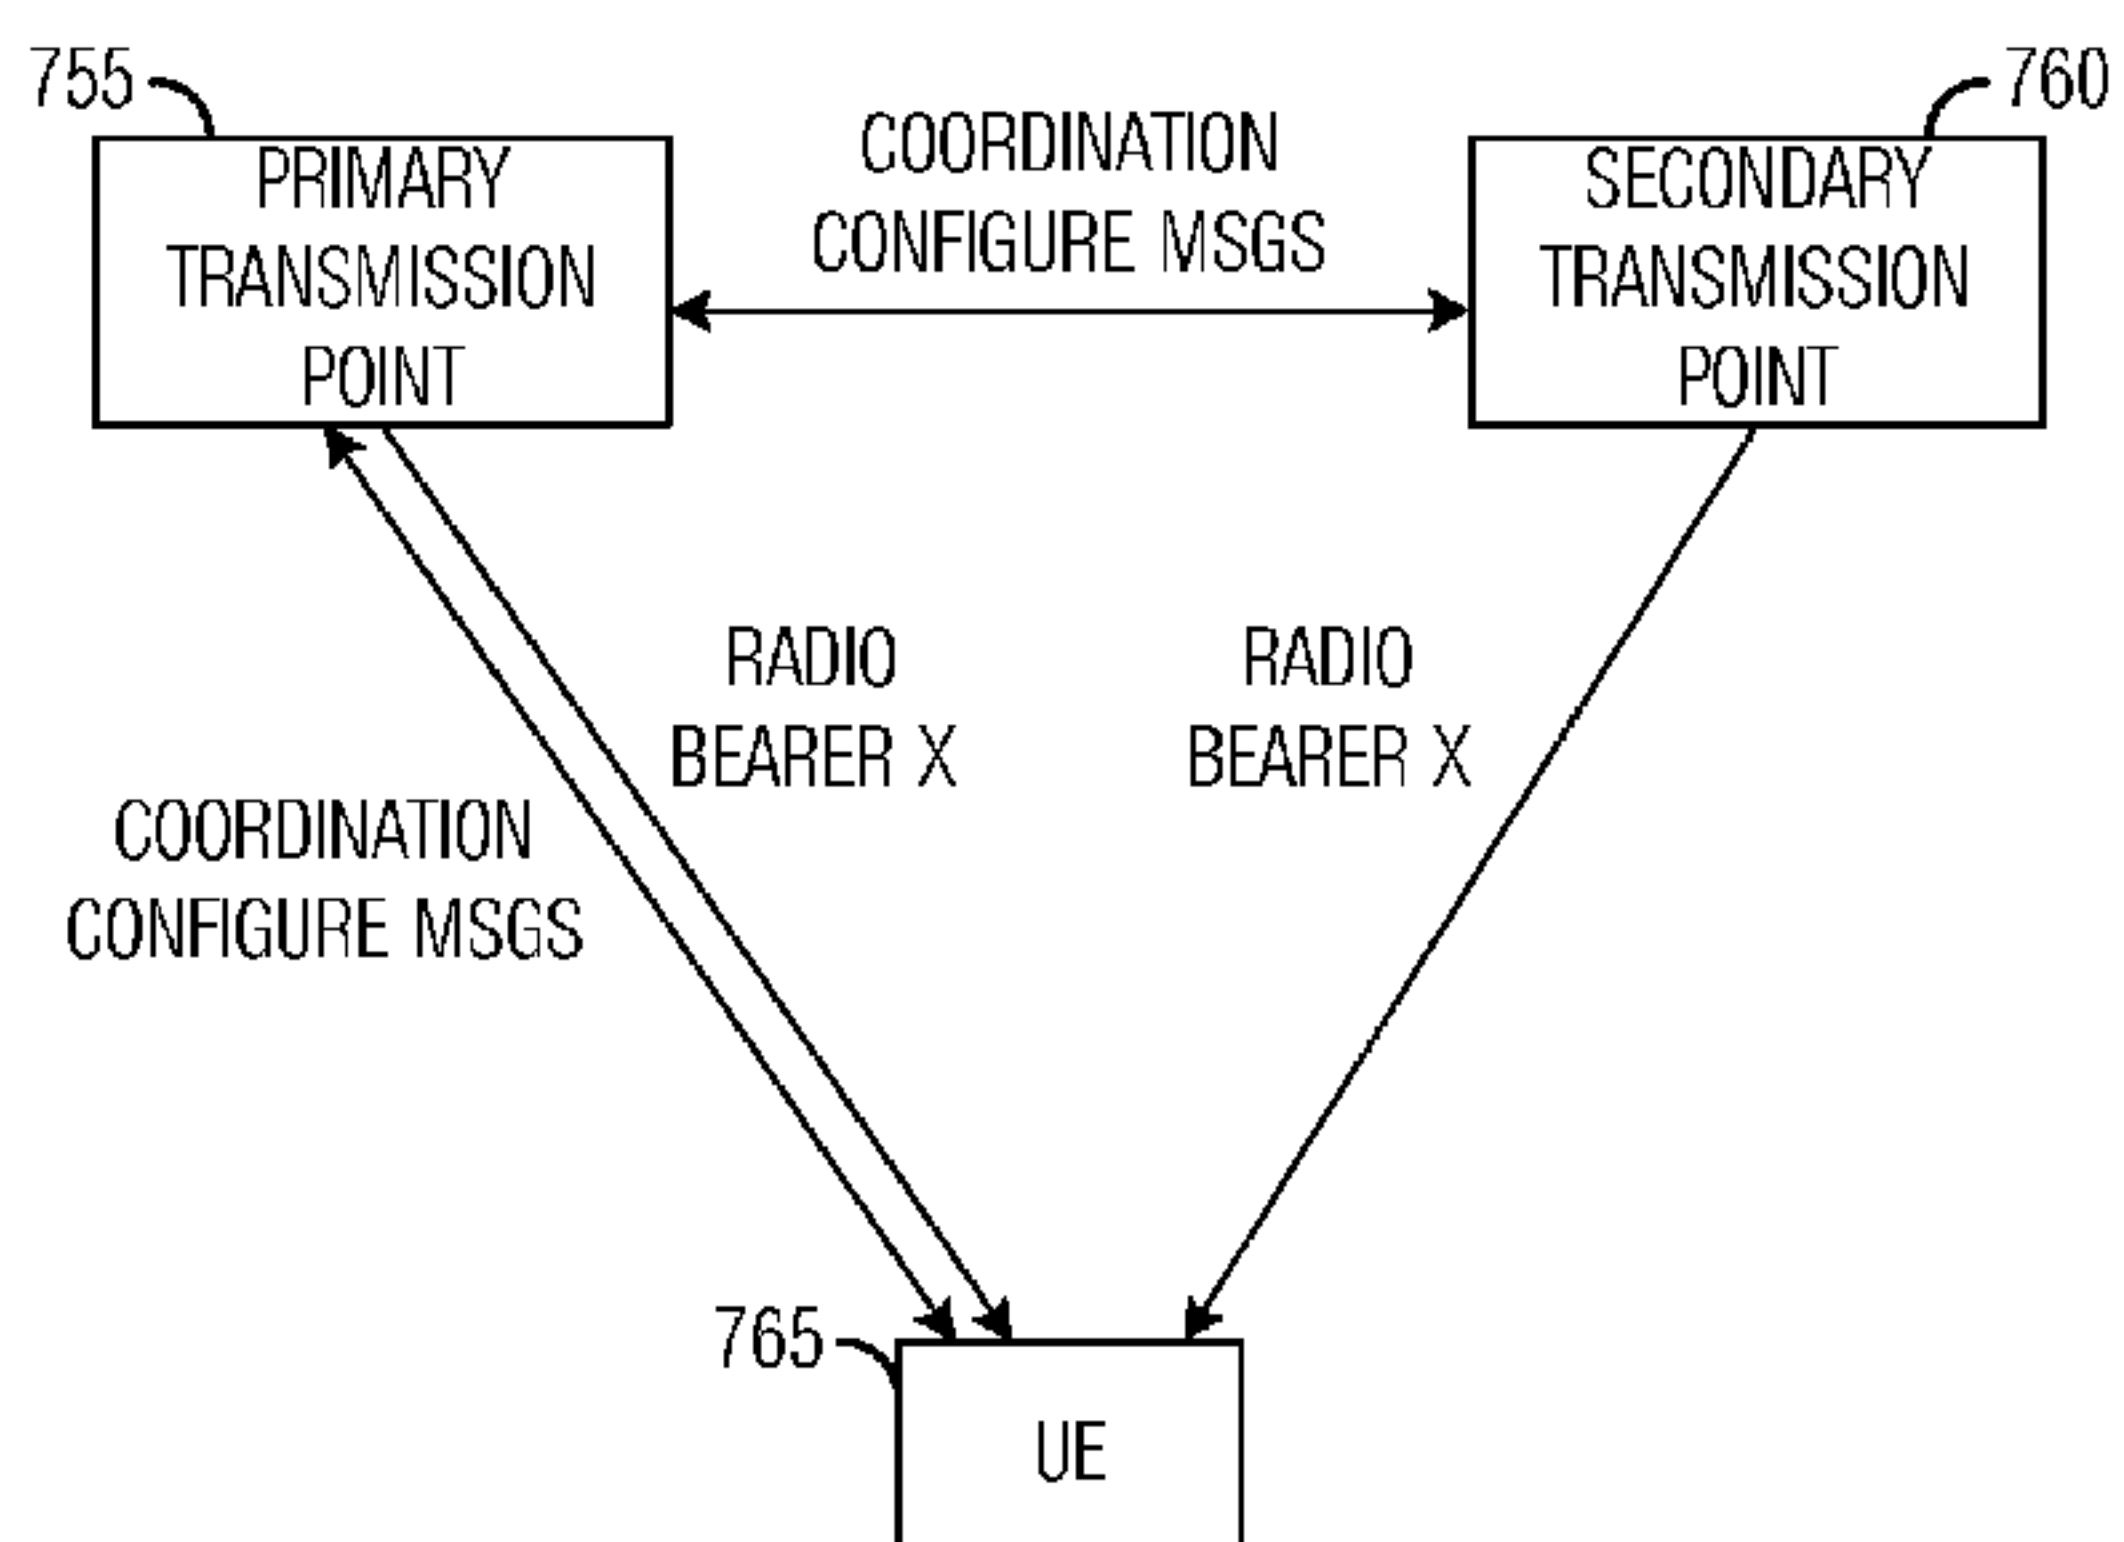 755
760
PRIMARY
TRANSMISSION
POINT
COORDINATION
CONFIGURE MSGS
SECONDARY
TRANSMISSION
POINT
RADIO
BEARER X
RADIO
BEARER X
COORDINATION
CONFIGURE MSGS
765
UE